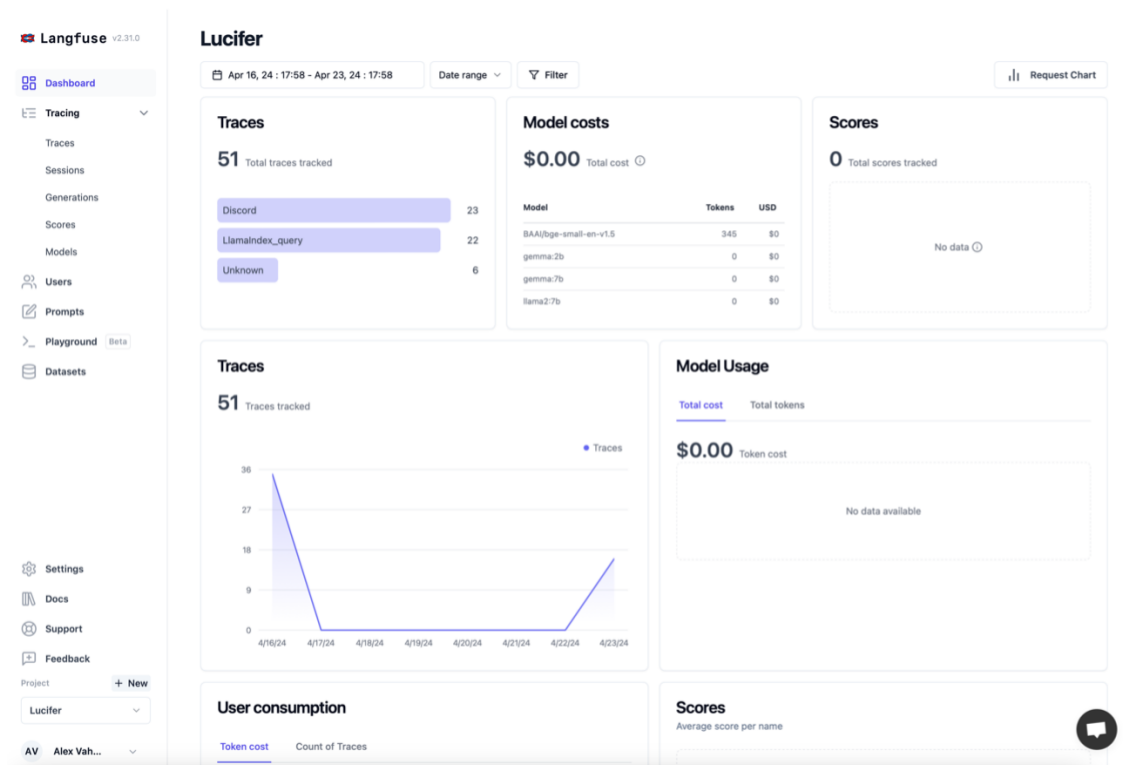 Langfuse v2.31.0
Dashboard
Tracing
Traces
Sessions
Generations
Scores
Models
Users
Prompts
Playground Beta
Datasets
Settings
Docs
Support
Feedback
Project + New
Lucifer
AV Alex Vah...
Lucifer
Apr 16, 24 : 17:58 - Apr 23, 24 : 17:58 Date range Filter Request Chart
Traces
51 Total traces tracked
Discord 23
LlamaIndex_query 22
Unknown 6
Model costs
$0.00 Total cost
Model Tokens USD
BAAI/bge-small-en-v1.5 345 $0
gemma:2b 0 $0
gemma:7b 0 $0
llama2:7b 0 $0
Scores
0 Total scores tracked
No data
Traces
51 Traces tracked
Traces
36
27
18
9
0
4/16/24 4/17/24 4/18/24 4/19/24 4/20/24 4/21/24 4/22/24 4/23/24
Model Usage
Total cost Total tokens
$0.00 Token cost
No data available
User consumption
Token cost Count of Traces
Scores
Average score per name